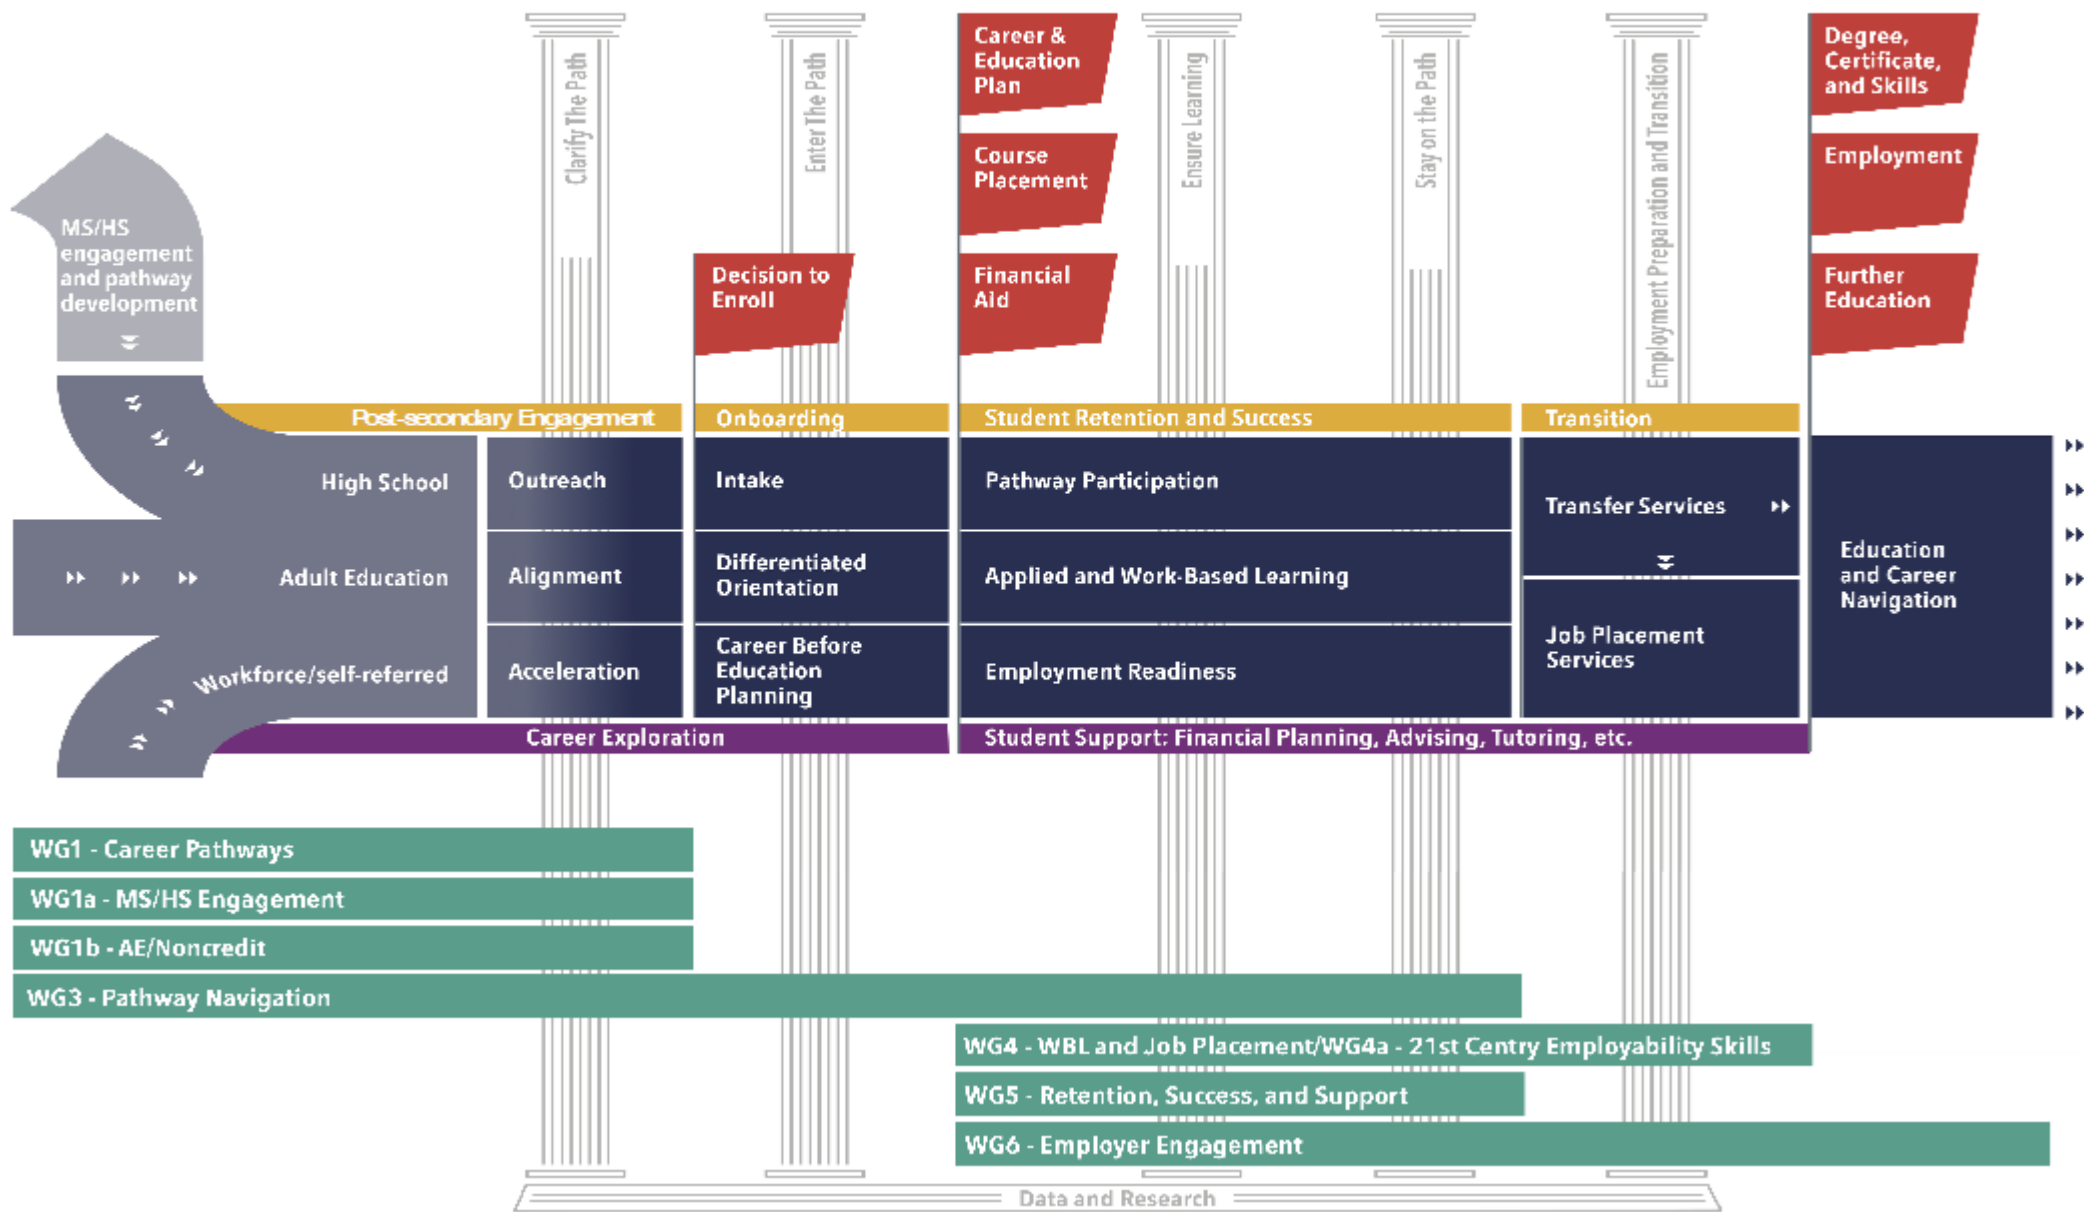 Clarify The Path
Enter The Path
Career &
Education
Plan
Ensure Learning
Stay on the Path
Employment Preparation and Transition
Degree,
Certificate,
and Skills
Course
Placement
Employment
MS/HS
engagement
and pathway
development
Decision to
Enroll
Financial
Aid
Further
Education
Post-secondary Engagement
Onboarding
Student Retention and Success
Transition
High School
Outreach
Intake
Pathway Participation
Transfer Services
Adult Education
Alignment
Differentiated
Orientation
Applied and Work-Based Learning
Education
and Career
Navigation
Workforce/self-referred
Acceleration
Career Before
Education
Planning
Employment Readiness
Job Placement
Services
Career Exploration
Student Support: Financial Planning, Advising, Tutoring, etc.
WG1 - Career Pathways
WG1a - MS/HS Engagement
WG1b - AE/Noncredit
WG3 - Pathway Navigation
WG4 - WBL and Job Placement/WG4a - 21st Centry Employability Skills
WG5 - Retention, Success, and Support
WG6 - Employer Engagement
Data and Research